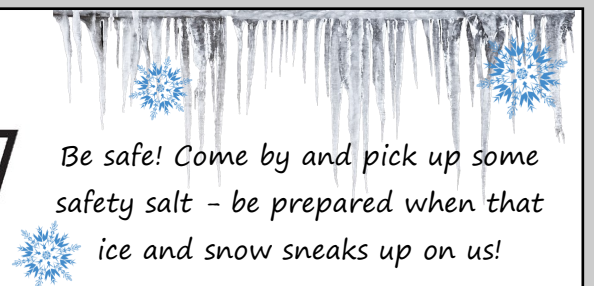 Be safe! Come by and pick up some
safety salt - be prepared when that
ice and snow sneaks up on us!